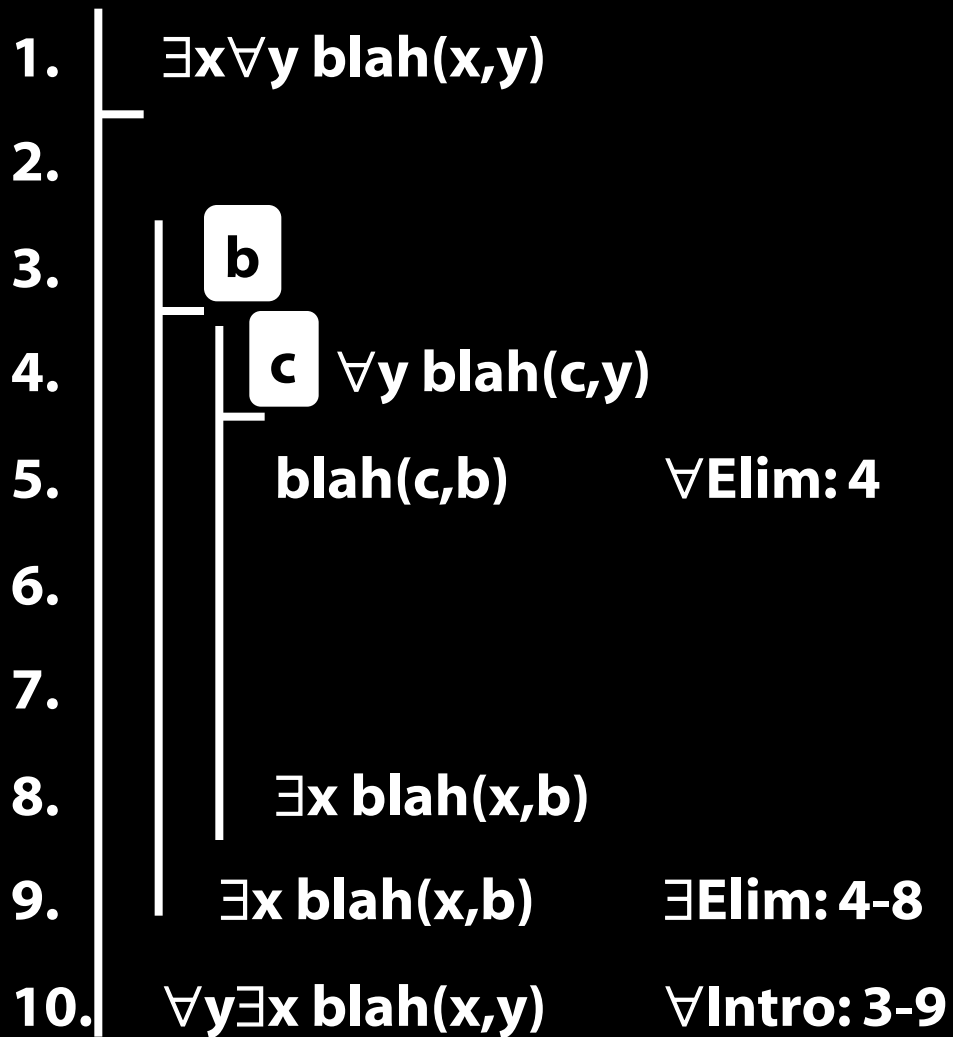 1. ∃x∀y blah(x,y)
2.
3. b
4. c ∀y blah(c,y)
5. blah(c,b) ∀Elim: 4
6.
7.
8. ∃x blah(x,b)
9. ∃x blah(x,b) ∃Elim: 4-8
10. ∀y∃x blah(x,y) ∀Intro: 3-9